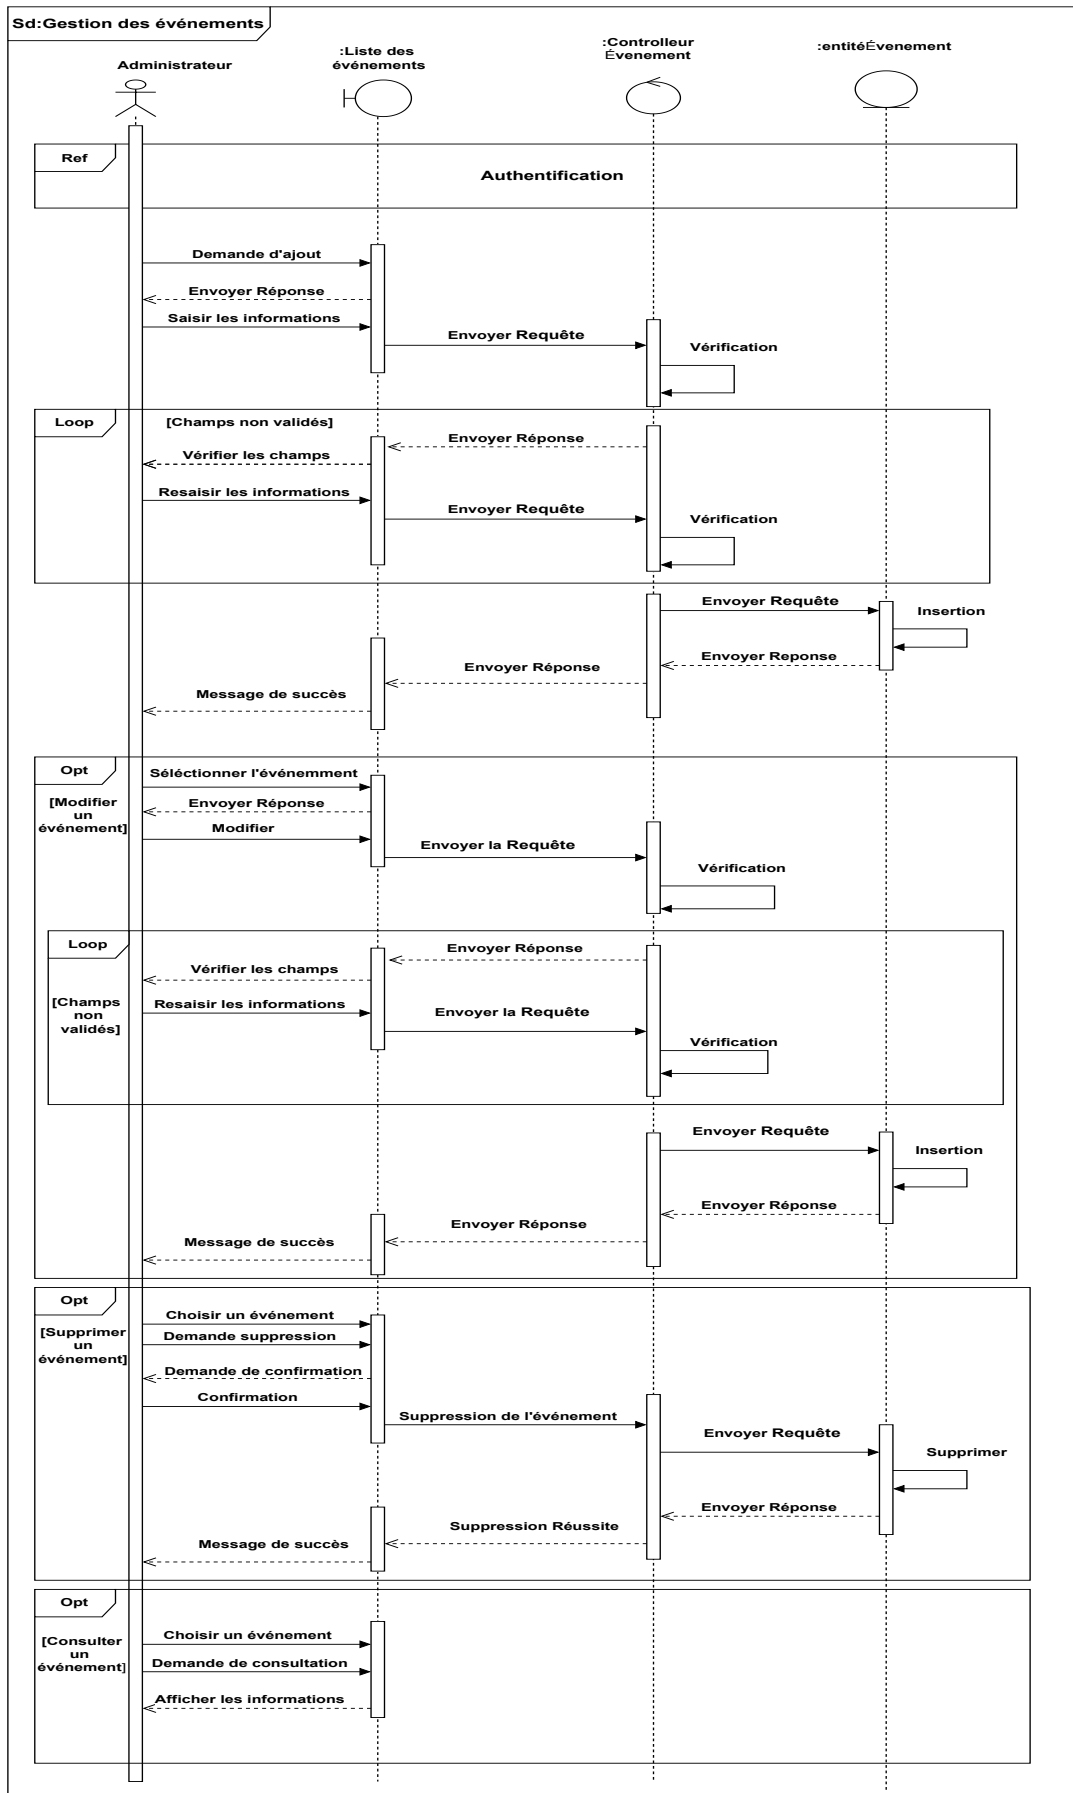 Sd:Gestion des événements
Administrateur
:Liste des
événements
:Controlleur
Évenement
:entitéÉvenement
Ref
Authentification
Demande d'ajout
Envoyer Réponse
Saisir les informations
Envoyer Requête
Vérification
Loop
[Champs non validés]
Envoyer Réponse
Vérifier les champs
Resaisir les informations
Envoyer Requête
Vérification
Envoyer Requête
Insertion
Envoyer Reponse
Envoyer Réponse
Message de succès
Opt
[Modifier
un
événement]
Séléctionner l'événemment
Envoyer Réponse
Modifier
Envoyer la Requête
Vérification
Loop
[Champs
non
validés]
Envoyer Réponse
Vérifier les champs
Resaisir les informations
Envoyer la Requête
Vérification
Envoyer Requête
Insertion
Envoyer Réponse
Envoyer Réponse
Message de succès
Opt
[Supprimer
un
événement]
Choisir un événement
Demande suppression
Demande de confirmation
Confirmation
Suppression de l'événement
Envoyer Requête
Supprimer
Envoyer Réponse
Suppression Réussite
Message de succès
Opt
[Consulter
un
événement]
Choisir un événement
Demande de consultation
Afficher les informations